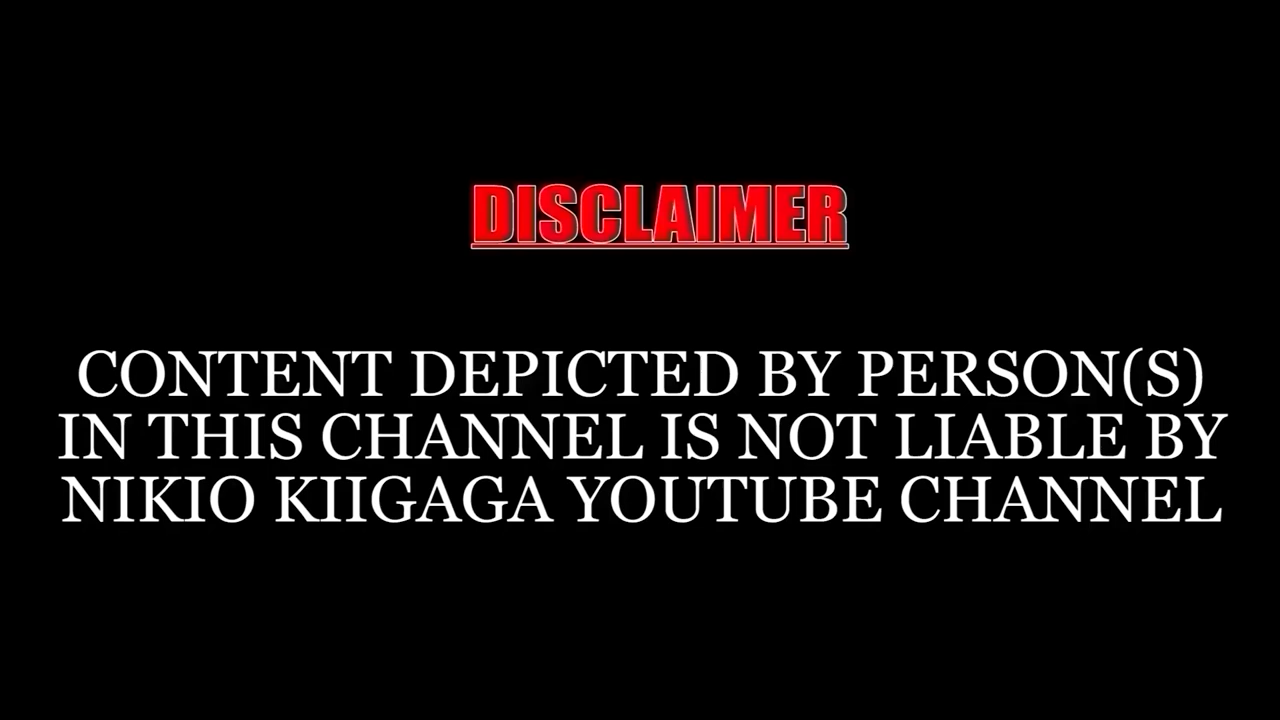 DISCLAIMER
CONTENT DEPICTED BY PERSON(S)
IN THIS CHANNEL IS NOT LIABLE BY
NIKIO KIIGAGA YOUTUBE CHANNEL